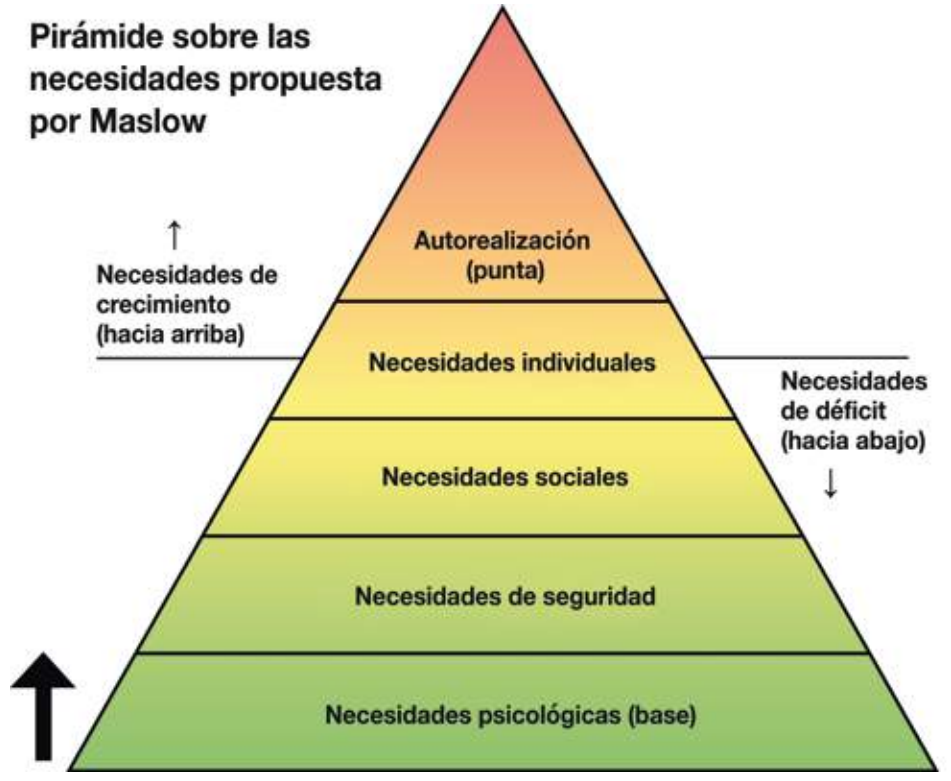 Pirámide sobre las
necesidades propuesta
por Maslow
↑
Necesidades de
crecimiento
(hacia arriba)
Autorealización
(punta)
Necesidades individuales
Necesidades
de déficit
(hacia abajo)
↓
Necesidades sociales
Necesidades de seguridad
Necesidades psicológicas (base)